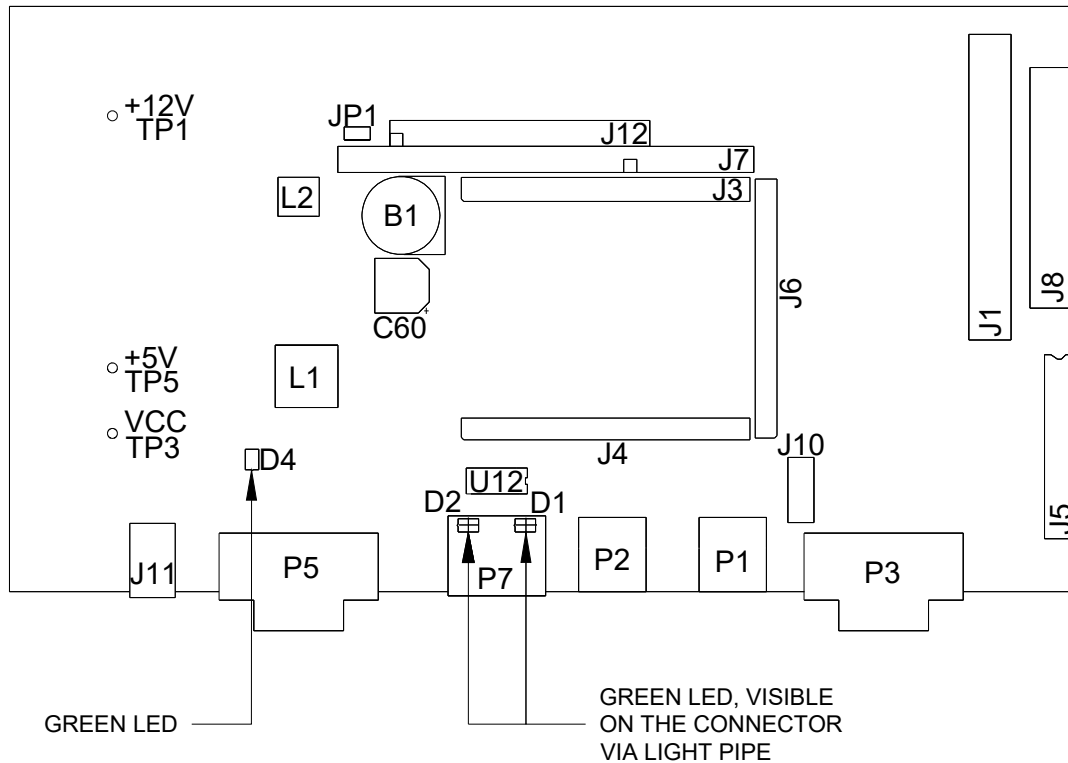 +12V
TP1
JP1
J12
J7
J3
L2
B1
J6
J1
J8
C60
+5V
TP5
L1
VCC
TP3
D4
J4
J10
U12
D2
D1
J5
J11
P5
P7
P2
P1
P3
GREEN LED
GREEN LED, VISIBLE
ON THE CONNECTOR
VIA LIGHT PIPE